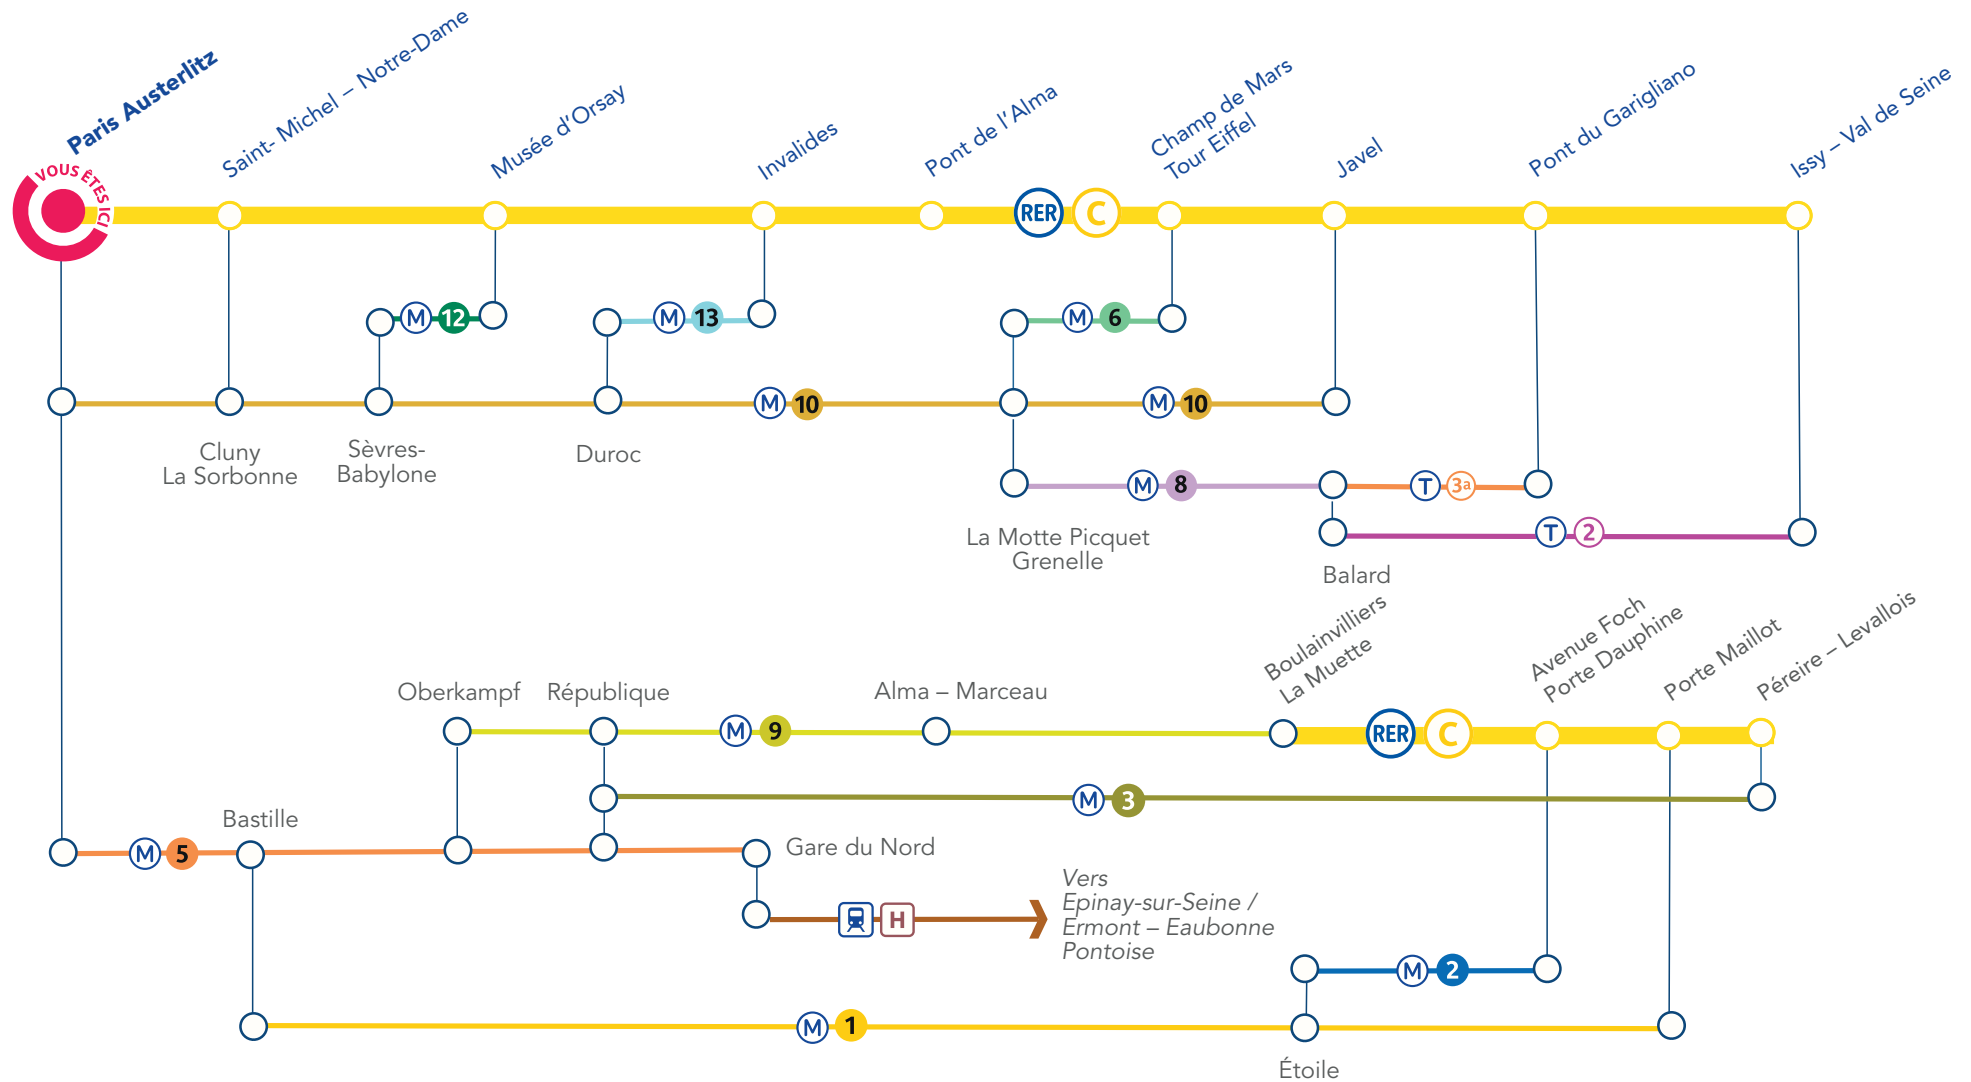 Paris Austerlitz
Saint- Michel – Notre-Dame
Musée d’Orsay
Invalides
Pont de l’Alma
Champ de Mars
Tour Eiffel
Javel
Pont du Garigliano
Issy – Val de Seine
VOUS ÊTES ICI
RER C
M 12
M 13
M 6
M 10
M 10
Cluny
La Sorbonne
Sèvres-
Babylone
Duroc
M 8
T 3a
La Motte Picquet
Grenelle
T 2
Balard
Boulainvilliers
La Muette
Avenue Foch
Porte Dauphine
Porte Maillot
Péreire – Levallois
Oberkampf
République
Alma – Marceau
M 9
RER C
M 3
Bastille
M 5
Gare du Nord
H
Vers
Epinay-sur-Seine /
Ermont – Eaubonne
Pontoise
M 2
M 1
Étoile